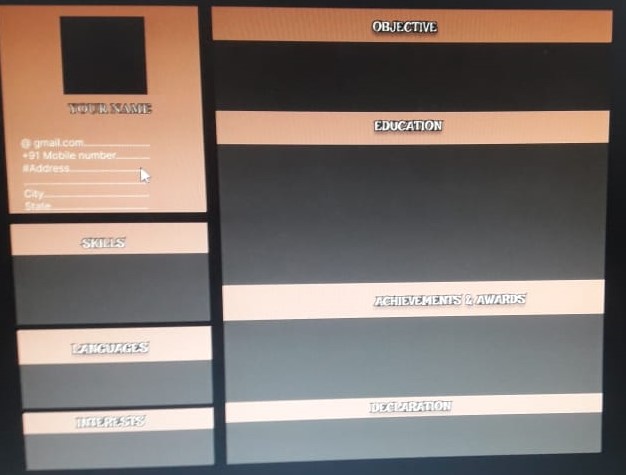 YOUR NAME
@ gmail.com
+91 Mobile number
#Address
City
State
SKILLS
LANGUAGES
INTERESTS
OBJECTIVE
EDUCATION
ACHIEVEMENTS & AWARDS
DECLARATION